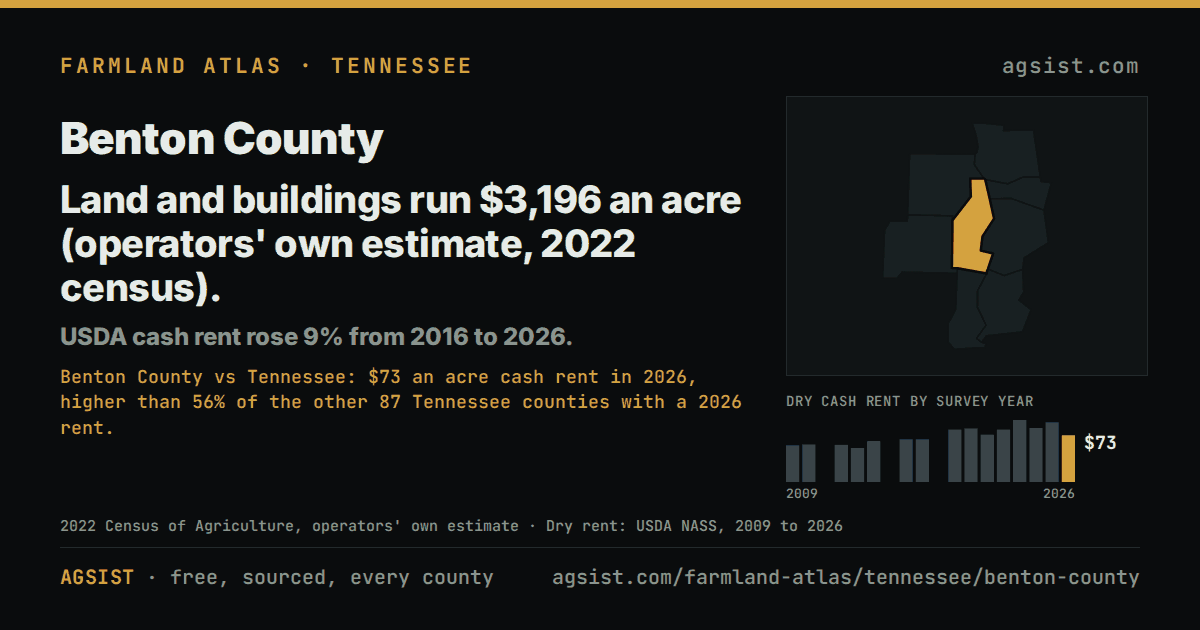 FARMLAND ATLAS · TENNESSEE
agsist.com
Benton County
Land and buildings run $3,196 an acre
(operators' own estimate, 2022
census).
USDA cash rent rose 9% from 2016 to 2026.
Benton County vs Tennessee: $73 an acre cash rent in 2026,
higher than 56% of the other 87 Tennessee counties with a 2026
rent.
DRY CASH RENT BY SURVEY YEAR
$73
2009
2026
2022 Census of Agriculture, operators' own estimate · Dry rent: USDA NASS, 2009 to 2026
AGSIST · free, sourced, every county
agsist.com/farmland-atlas/tennessee/benton-county